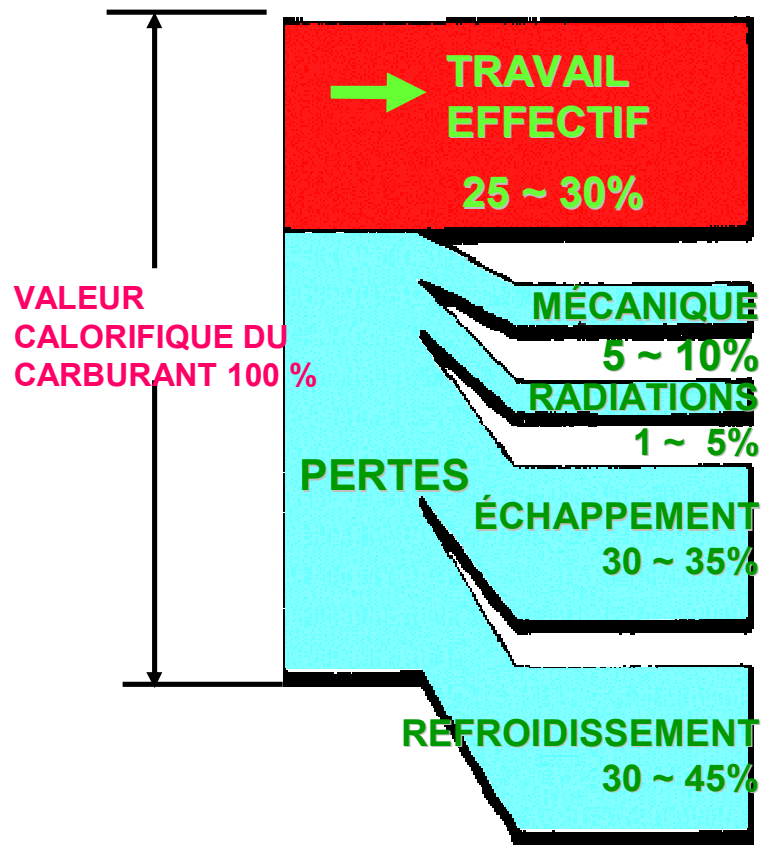 TRAVAIL
EFFECTIF
25 ~ 30%
VALEUR
CALORIFIQUE DU
CARBURANT 100 %
PERTES
MÉCANIQUE
5 ~ 10%
RADIATIONS
1 ~ 5%
ÉCHAPPEMENT
30 ~ 35%
REFROIDISSEMENT
30 ~ 45%